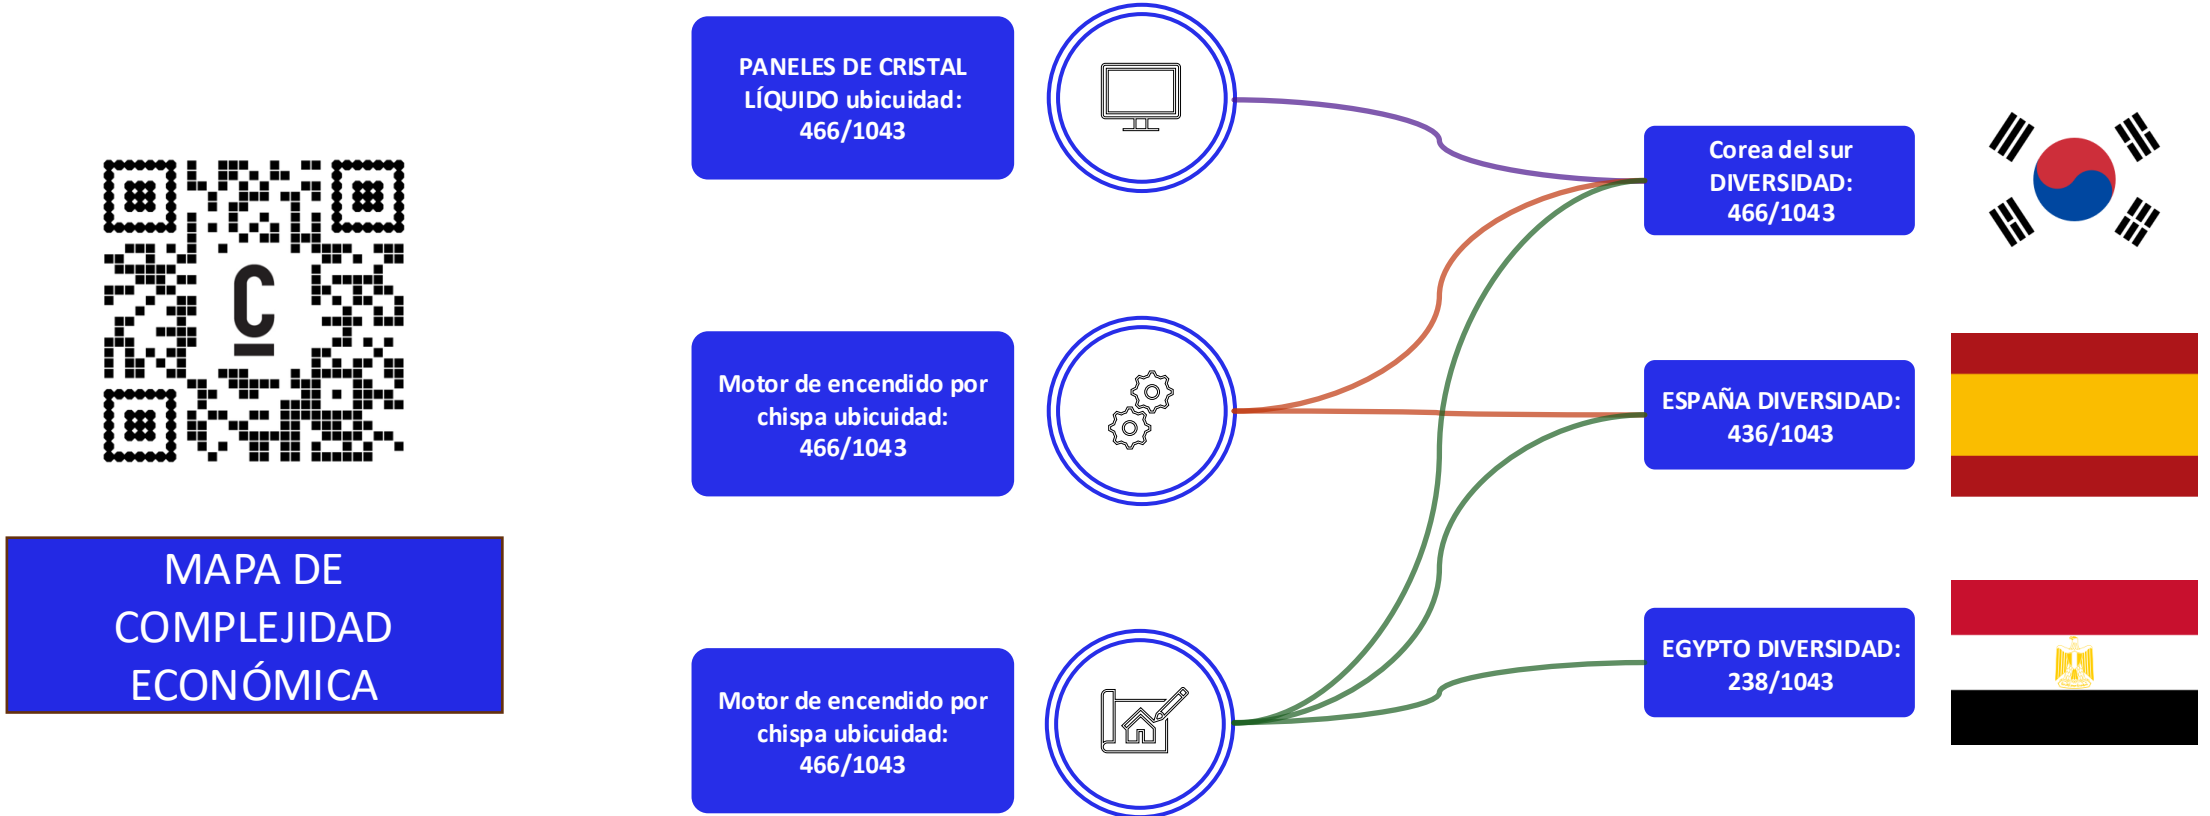 PANELES DE CRISTAL
LÍQUIDO ubicuidad:
466/1043
Corea del sur
DIVERSIDAD:
466/1043
C
Motor de encendido por
chispa ubicuidad:
466/1043
ESPAÑA DIVERSIDAD:
436/1043
MAPA DE
COMPLEJIDAD
ECONÓMICA
Motor de encendido por
chispa ubicuidad:
466/1043
EGYPTO DIVERSIDAD:
238/1043